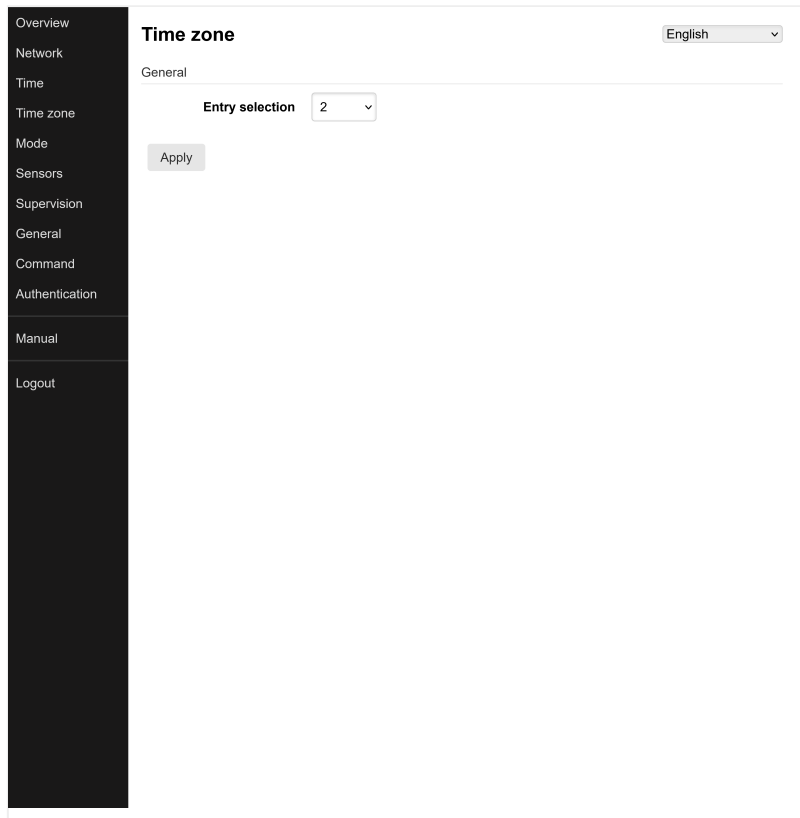 Overview
Network
Time
Time zone
Mode
Sensors
Supervision
General
Command
Authentication
Manual
Logout
Time zone
English
General
Entry selection 2
Apply